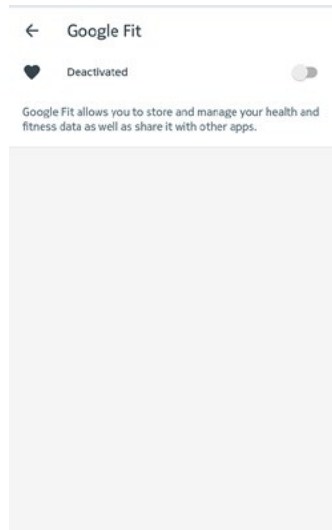 Google Fit
Deactivated
Google Fit allows you to store and manage your health and
fitness data as well as share it with other apps.